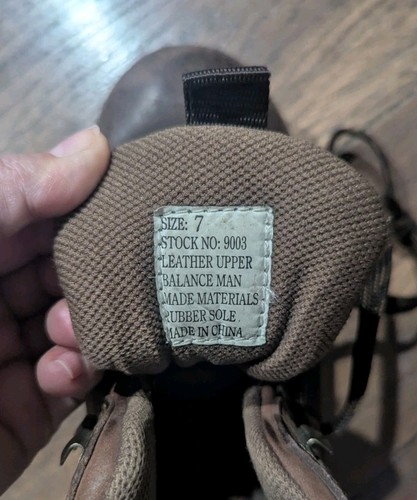 SIZE: 7
STOCK NO: 9003
LEATHER UPPER
BALANCE MAN
MADE MATERIALS
RUBBER SOLE
MADE IN CHINA